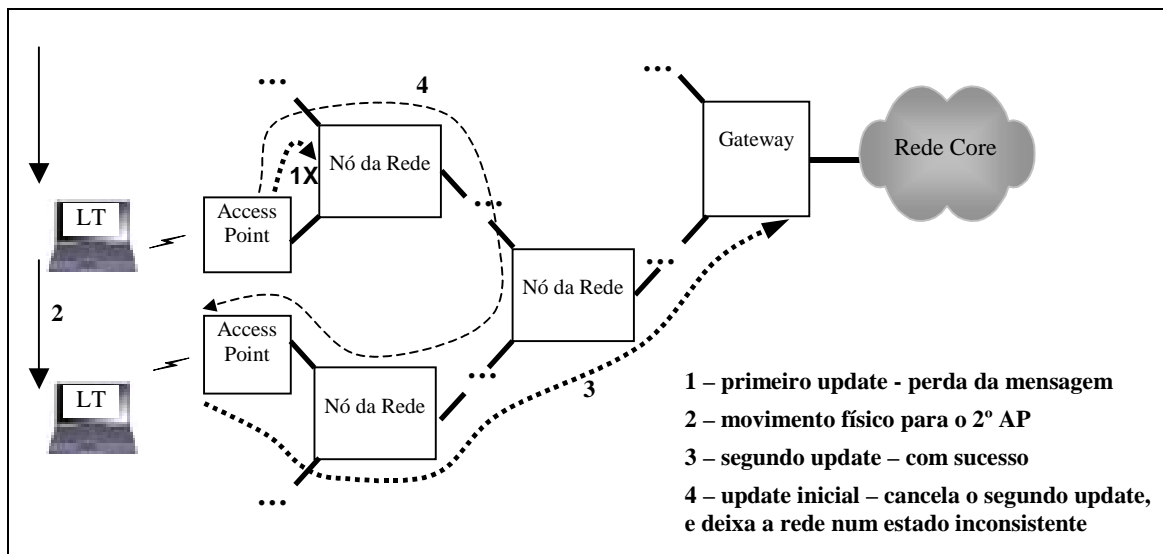 ...
4
...
Nó da Rede
Gateway
Rede Core
1X
LT
Access
Point
...
Nó da Rede
...
2
Access
Point
LT
...
3
Nó da Rede
...
1 – primeiro update - perda da mensagem
2 – movimento físico para o 2º AP
3 – segundo update – com sucesso
4 – update inicial – cancela o segundo update,
e deixa a rede num estado inconsistente